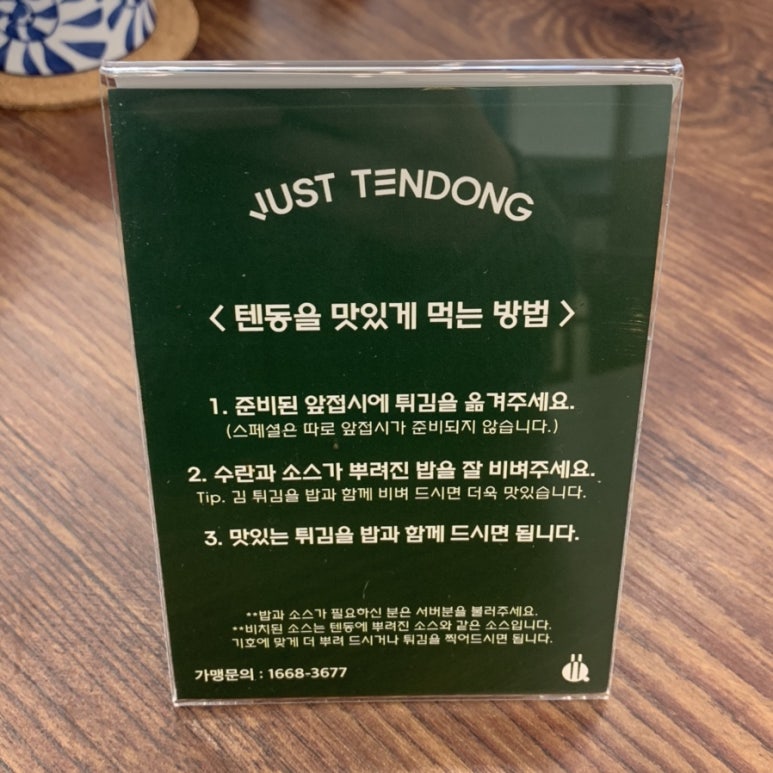 JUST TENDONG
< 텐동을 맛있게 먹는 방법 >
1. 준비된 앞접시에 튀김을 옮겨주세요.
(스페셜은 따로 앞접시가 준비되지 않습니다.)
2. 수란과 소스가 뿌려진 밥을 잘 비벼주세요.
Tip. 김 튀김을 밥과 함께 비벼 드시면 더욱 맛있습니다.
3. 맛있는 튀김을 밥과 함께 드시면 됩니다.
**밥과 소스가 필요하신 분은 서버분을 불러주세요.
**비치된 소스는 텐동에 뿌려진 소스와 같은 소스입니다.
기호에 맞게 더 뿌려 드시거나 튀김을 찍어드시면 됩니다.
가맹문의 : 1668-3677